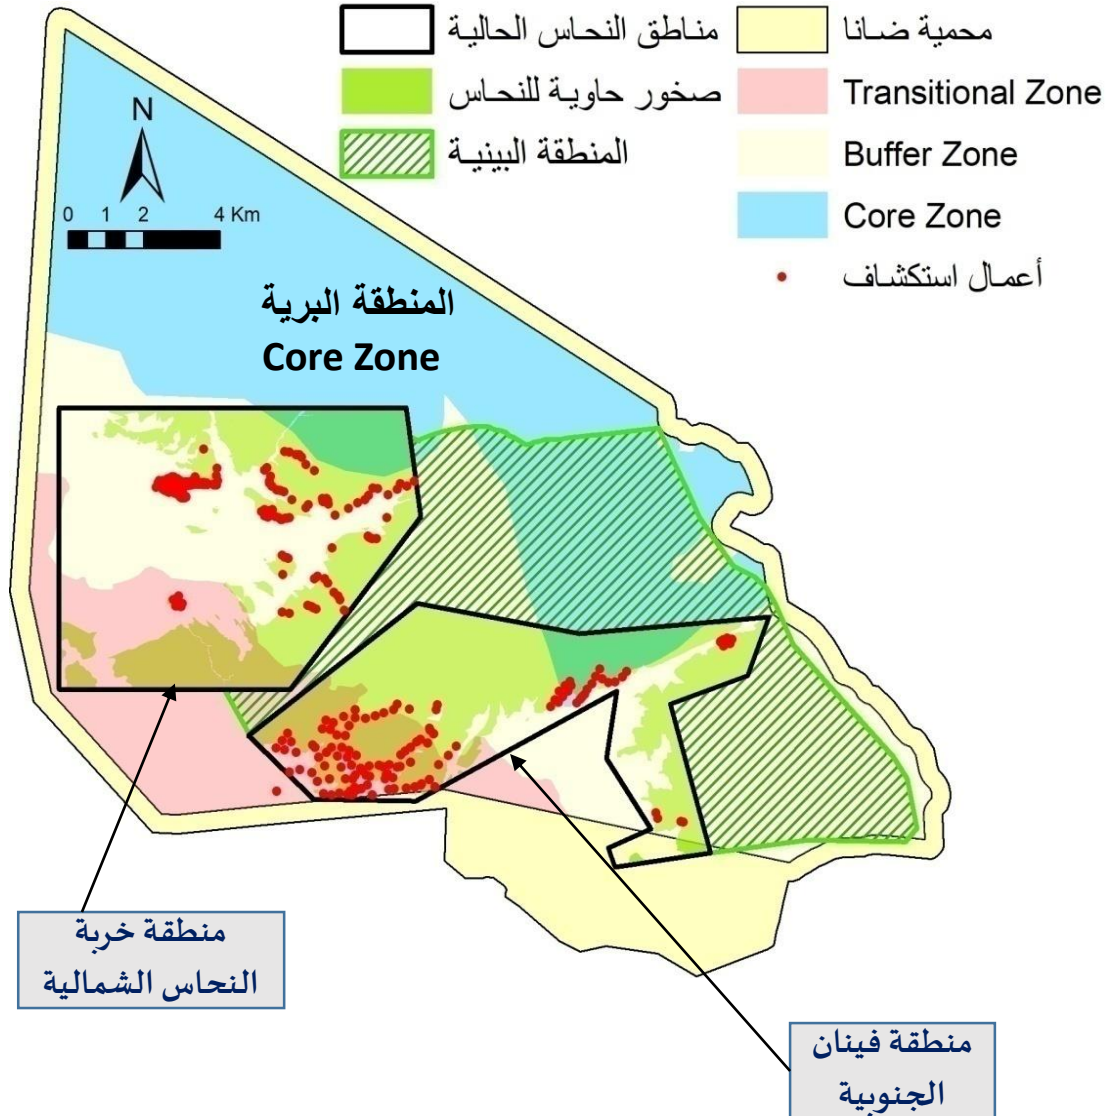 مناطق النحاس الحالية
صخور حاوية للنحاس
المنطقة البينية
محمية ضانا
Transitional Zone
Buffer Zone
Core Zone
أعمال استكشاف
N
0 1 2 4 Km
المنطقة البرية
Core Zone
منطقة خربة
النحاس الشمالية
منطقة فينان
الجنوبية